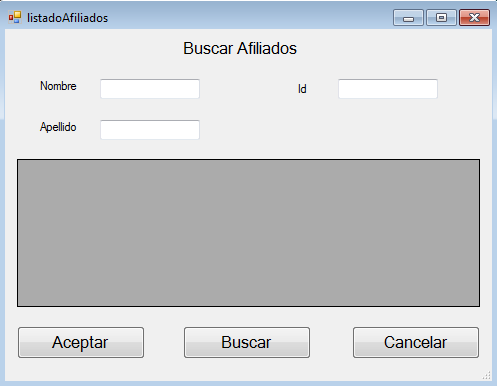 listadoAfiliados
Buscar Afiliados
Nombre
Id
Apellido
Aceptar
Buscar
Cancelar